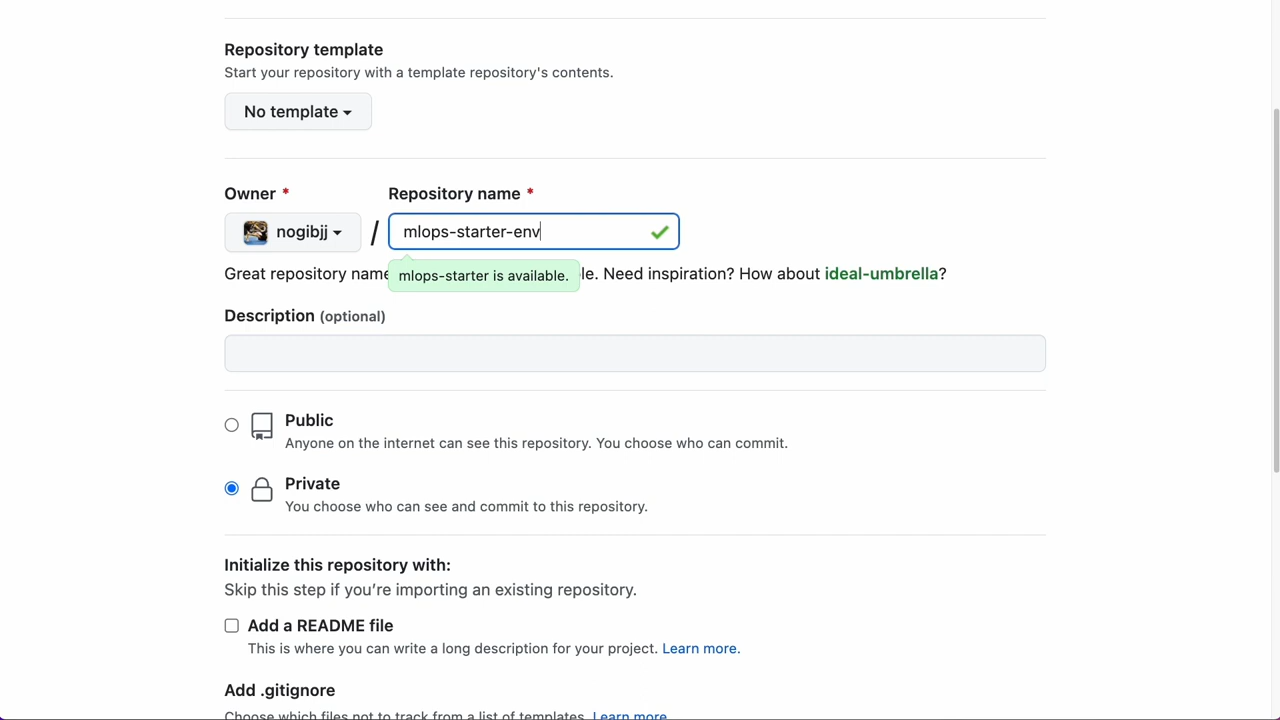 Repository template
Start your repository with a template repository's contents.
No template
Owner * Repository name *
nogibjj / mlops-starter-env
Great repository name le. Need inspiration? How about ideal-umbrella?
mlops-starter is available.
Description (optional)
Public
Anyone on the internet can see this repository. You choose who can commit.
Private
You choose who can see and commit to this repository.
Initialize this repository with:
Skip this step if you’re importing an existing repository.
Add a README file
This is where you can write a long description for your project. Learn more.
Add .gitignore
Choose which files not to track from a list of templates. Learn more.